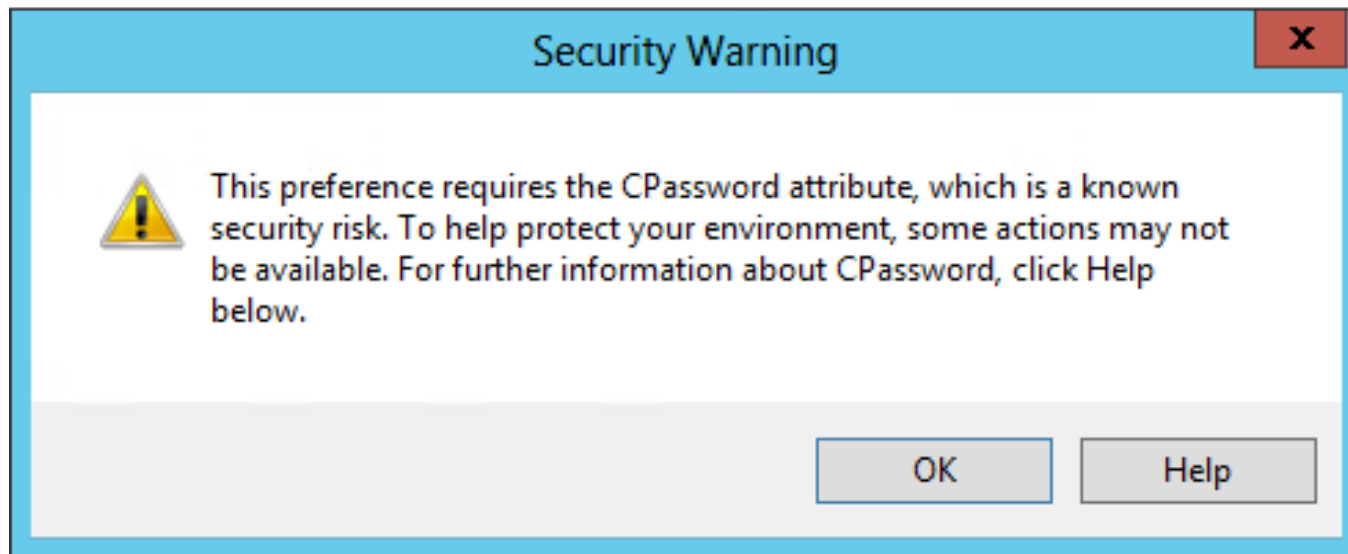 Security Warning
x
This preference requires the CPassword attribute, which is a known
security risk. To help protect your environment, some actions may not
be available. For further information about CPassword, click Help
below.
OK
Help